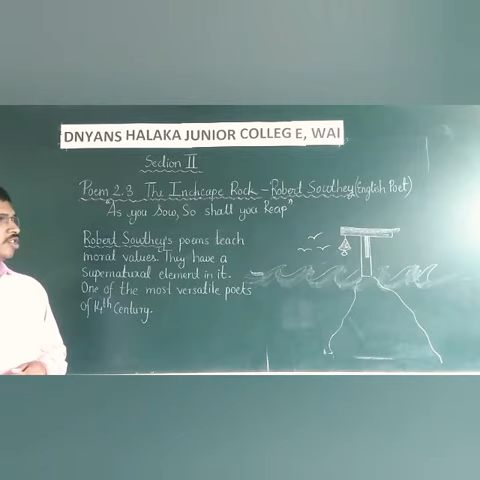 DNYANS HALAKA JUNIOR COLLEG E, WAI
Section II
Poem 2.3 The Inchcape Rock - Robert Southey (English Poet)
"As you Sow, So shall you Reap"
Robert Southey's poems teach
moral values. They have a
supernatural element in it.
One of the most versatile poets
of 14th Century.